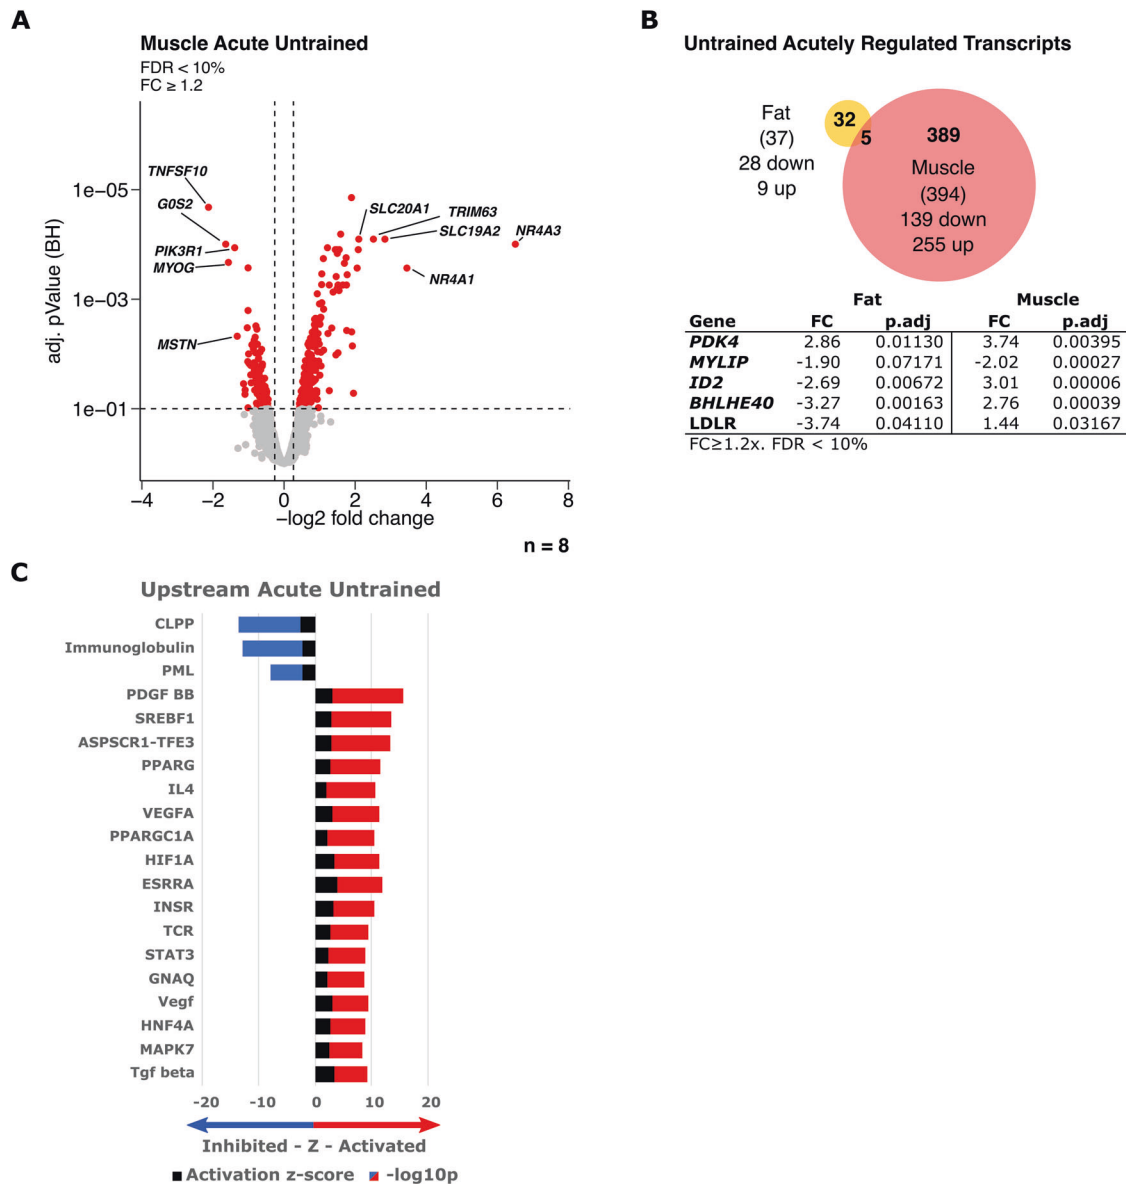 A
Muscle Acute Untrained
FDR < 10%
FC ≥ 1.2
adj. pValue (BH)
1e−05
1e−03
1e−01
TNFSF10
G0S2
PIK3R1
MYOG
MSTN
SLC20A1
TRIM63
SLC19A2
NR4A3
NR4A1
−4 −2 0 2 4 6 8
−log2 fold change
n = 8
B
Untrained Acutely Regulated Transcripts
Fat
(37)
28 down
9 up
32
5
389
Muscle
(394)
139 down
255 up
Fat Muscle
Gene FC p.adj FC p.adj
PDK4 2.86 0.01130 3.74 0.00395
MYLIP -1.90 0.07171 -2.02 0.00027
ID2 -2.69 0.00672 3.01 0.00006
BHLHE40 -3.27 0.00163 2.76 0.00039
LDLR -3.74 0.04110 1.44 0.03167
FC≥1.2x. FDR < 10%
C
Upstream Acute Untrained
CLPP
Immunoglobulin
PML
PDGF BB
SREBF1
ASPSCR1-TFE3
PPARG
IL4
VEGFA
PPARGC1A
HIF1A
ESRRA
INSR
TCR
STAT3
GNAQ
Vegf
HNF4A
MAPK7
Tgf beta
-20 -10 0 10 20
Inhibited - Z - Activated
Activation z-score -log10p